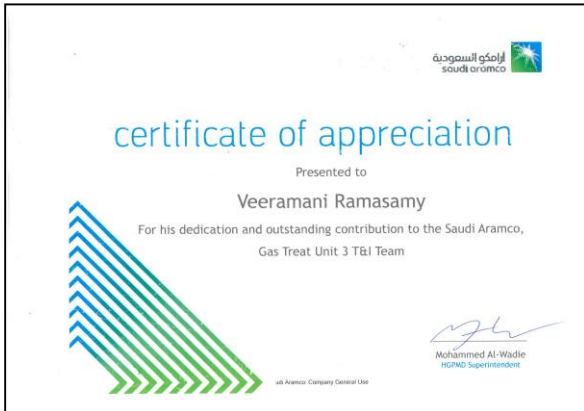 أرامكو السعودية
saudi aramco
certificate of appreciation
Presented to
Veeramani Ramasamy
For his dedication and outstanding contribution to the Saudi Aramco,
Gas Treat Unit 3 T&I Team
Mohammed Al-Wadie
HGPMD Superintendent
udi Aramco: Company General Use